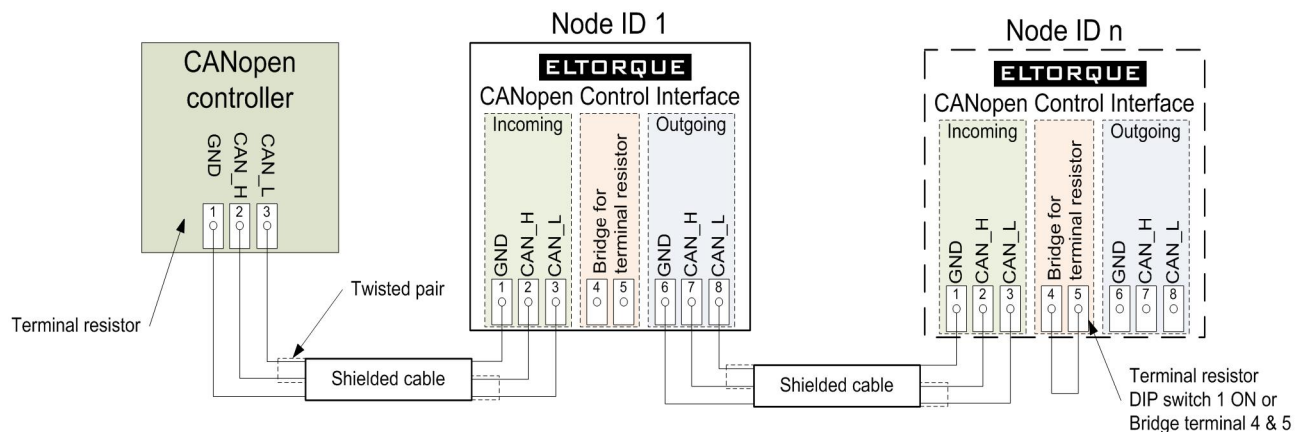 CANopen
controller
GND
CAN_H
CAN_L
1
2
3
Terminal resistor
Twisted pair
Shielded cable
Node ID 1
ELTORQUE
CANopen Control Interface
Incoming
Outgoing
GND
CAN_H
CAN_L
Bridge for
terminal resistor
GND
CAN_H
CAN_L
1
2
3
4
5
6
7
8
Shielded cable
Node ID n
ELTORQUE
CANopen Control Interface
Incoming
Outgoing
GND
CAN_H
CAN_L
Bridge for
terminal resistor
GND
CAN_H
CAN_L
1
2
3
4
5
6
7
8
Terminal resistor
DIP switch 1 ON or
Bridge terminal 4 & 5